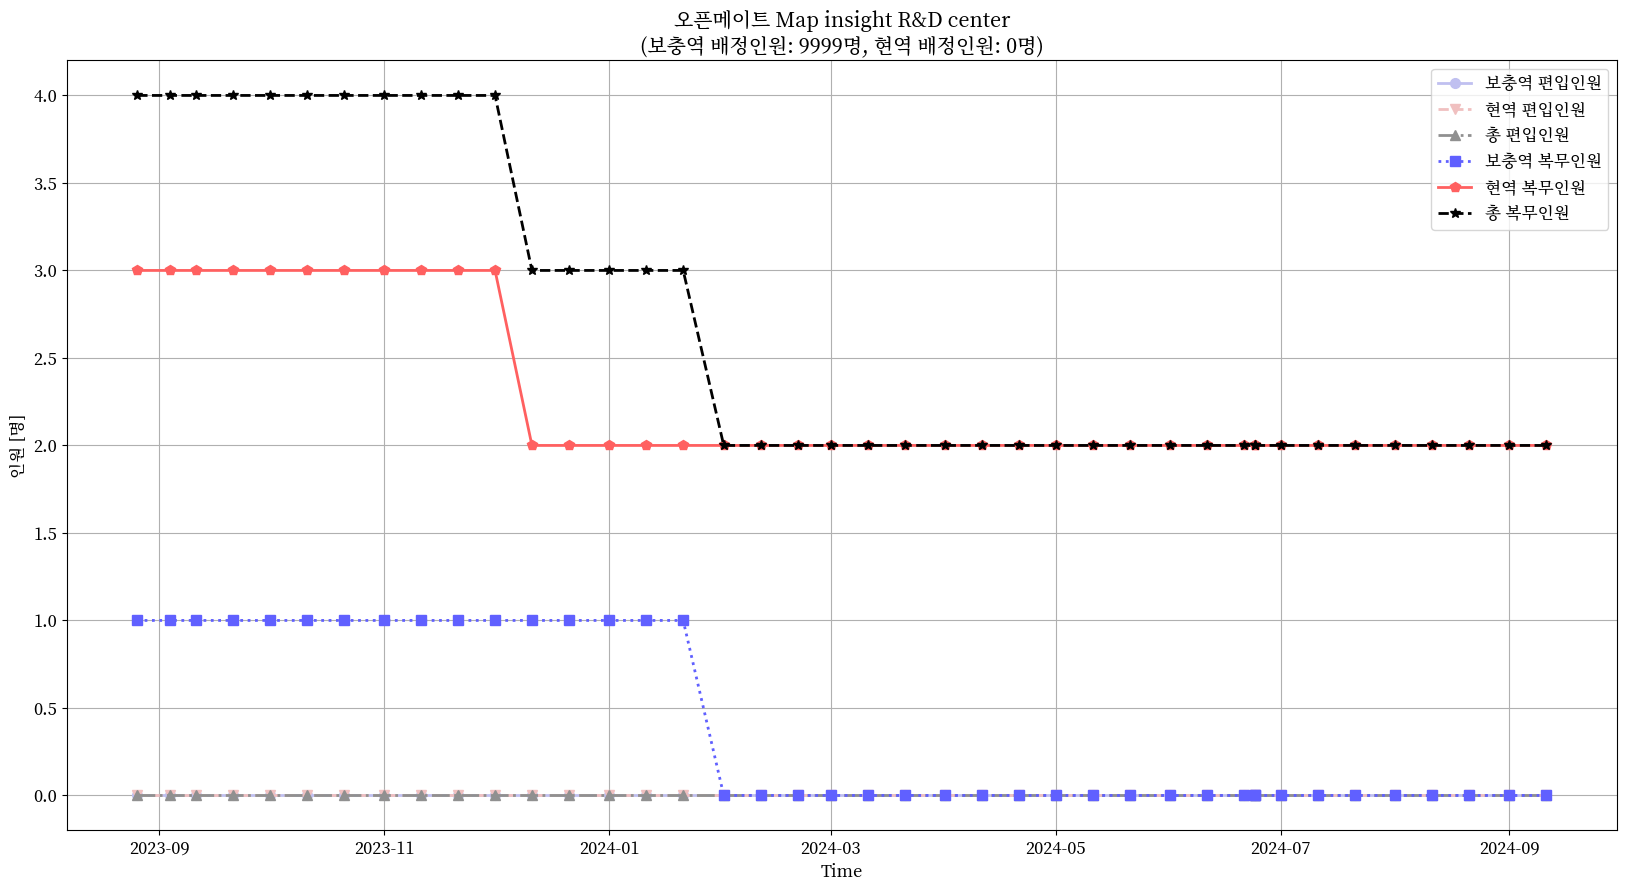 오픈메이트 Map insight R&D center
(보충역 배정인원: 9999명, 현역 배정인원: 0명)
보충역 편입인원
현역 편입인원
총 편입인원
보충역 복무인원
현역 복무인원
총 복무인원
인원 [명]
4.0
3.5
3.0
2.5
2.0
1.5
1.0
0.5
0.0
2023-09
2023-11
2024-01
2024-03
2024-05
2024-07
2024-09
Time